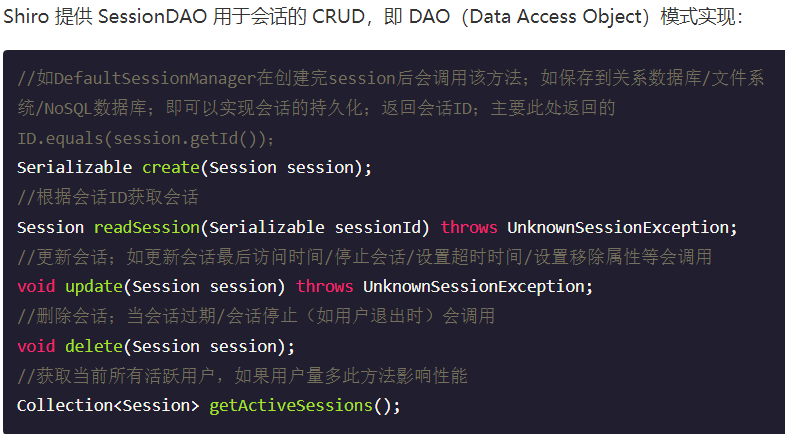 Shiro 提供 SessionDAO 用于会话的 CRUD，即 DAO（Data Access Object）模式实现：
//如DefaultSessionManager在创建完session后会调用该方法；如保存到关系数据库/文件系
统/NoSQL数据库；即可以实现会话的持久化；返回会话ID；主要此处返回的
ID.equals(session.getId())；
Serializable create(Session session);
//根据会话ID获取会话
Session readSession(Serializable sessionId) throws UnknownSessionException;
//更新会话；如更新会话最后访问时间/停止会话/设置超时时间/设置移除属性等会调用
void update(Session session) throws UnknownSessionException;
//删除会话；当会话过期/会话停止（如用户退出时）会调用
void delete(Session session);
//获取当前所有活跃用户，如果用户量多此方法影响性能
Collection<Session> getActiveSessions();